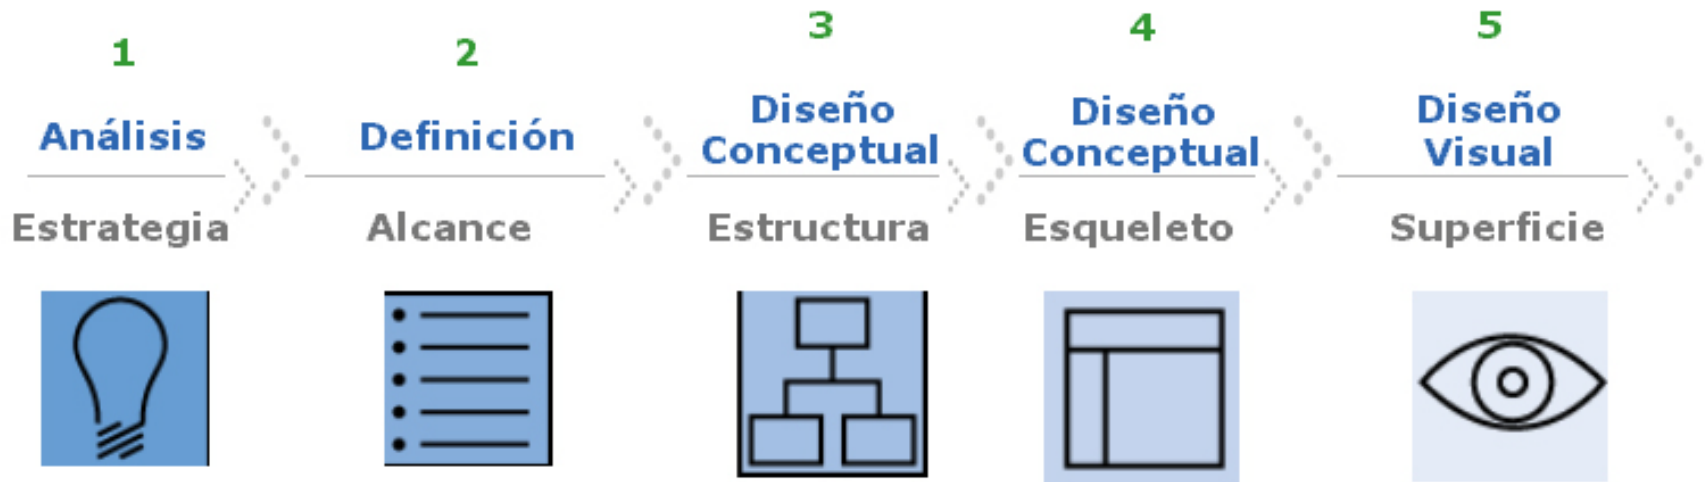 1
Análisis
Estrategia
2
Definición
Alcance
3
Diseño
Conceptual
Estructura
4
Diseño
Conceptual
Esqueleto
5
Diseño
Visual
Superficie